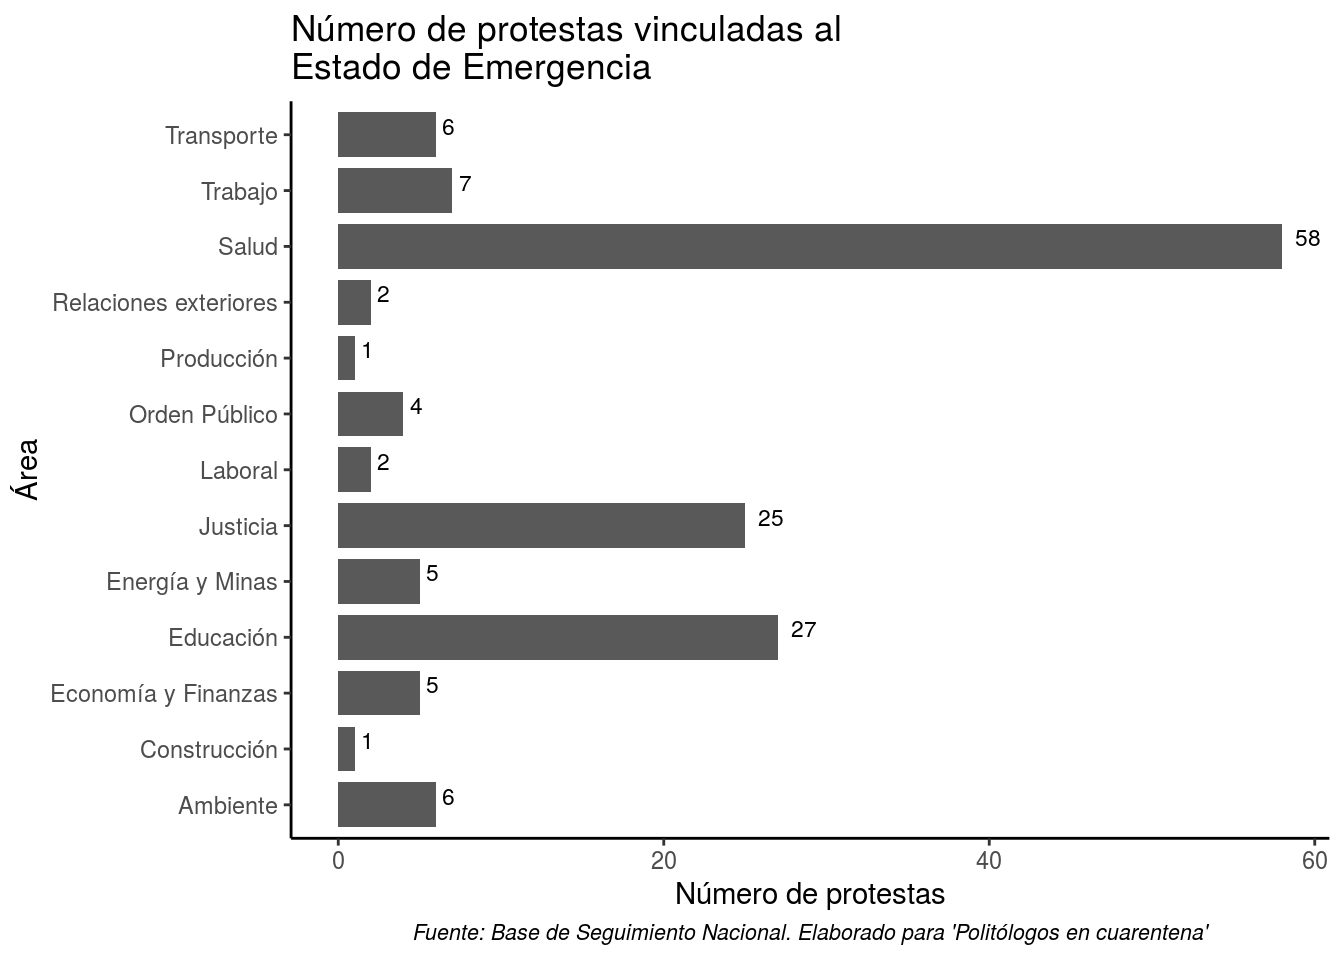 Número de protestas vinculadas al
Estado de Emergencia
Transporte 6
Trabajo 7
Salud 58
Relaciones exteriores 2
Producción 1
Orden Público 4
Laboral 2
Justicia 25
Energía y Minas 5
Educación 27
Economía y Finanzas 5
Construcción 1
Ambiente 6
Área
0 20 40 60
Número de protestas
Fuente: Base de Seguimiento Nacional. Elaborado para 'Politólogos en cuarentena'